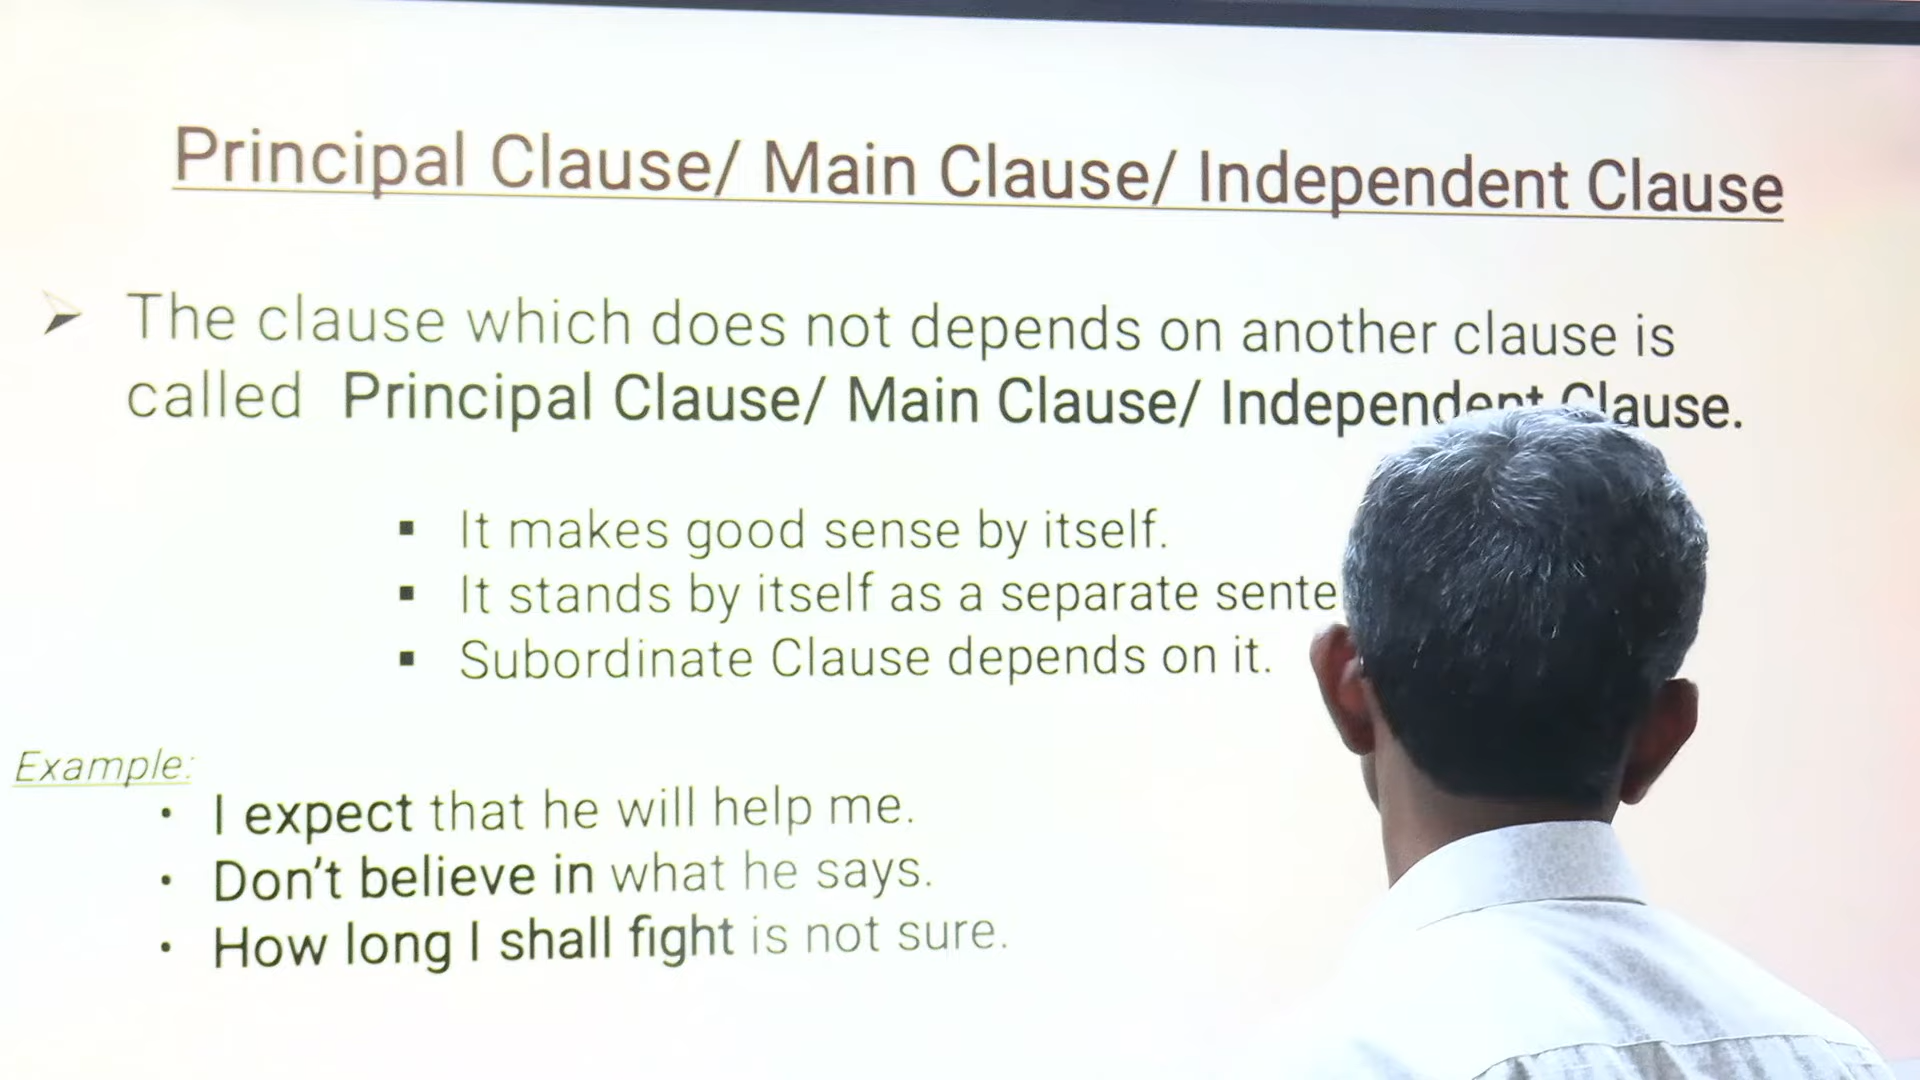 Principal Clause/ Main Clause/ Independent Clause
➤ The clause which does not depends on another clause is
called Principal Clause/ Main Clause/ Independent Clause.
▪ It makes good sense by itself.
▪ It stands by itself as a separate sente
▪ Subordinate Clause depends on it.
Example:
• I expect that he will help me.
• Don't believe in what he says.
• How long I shall fight is not sure.